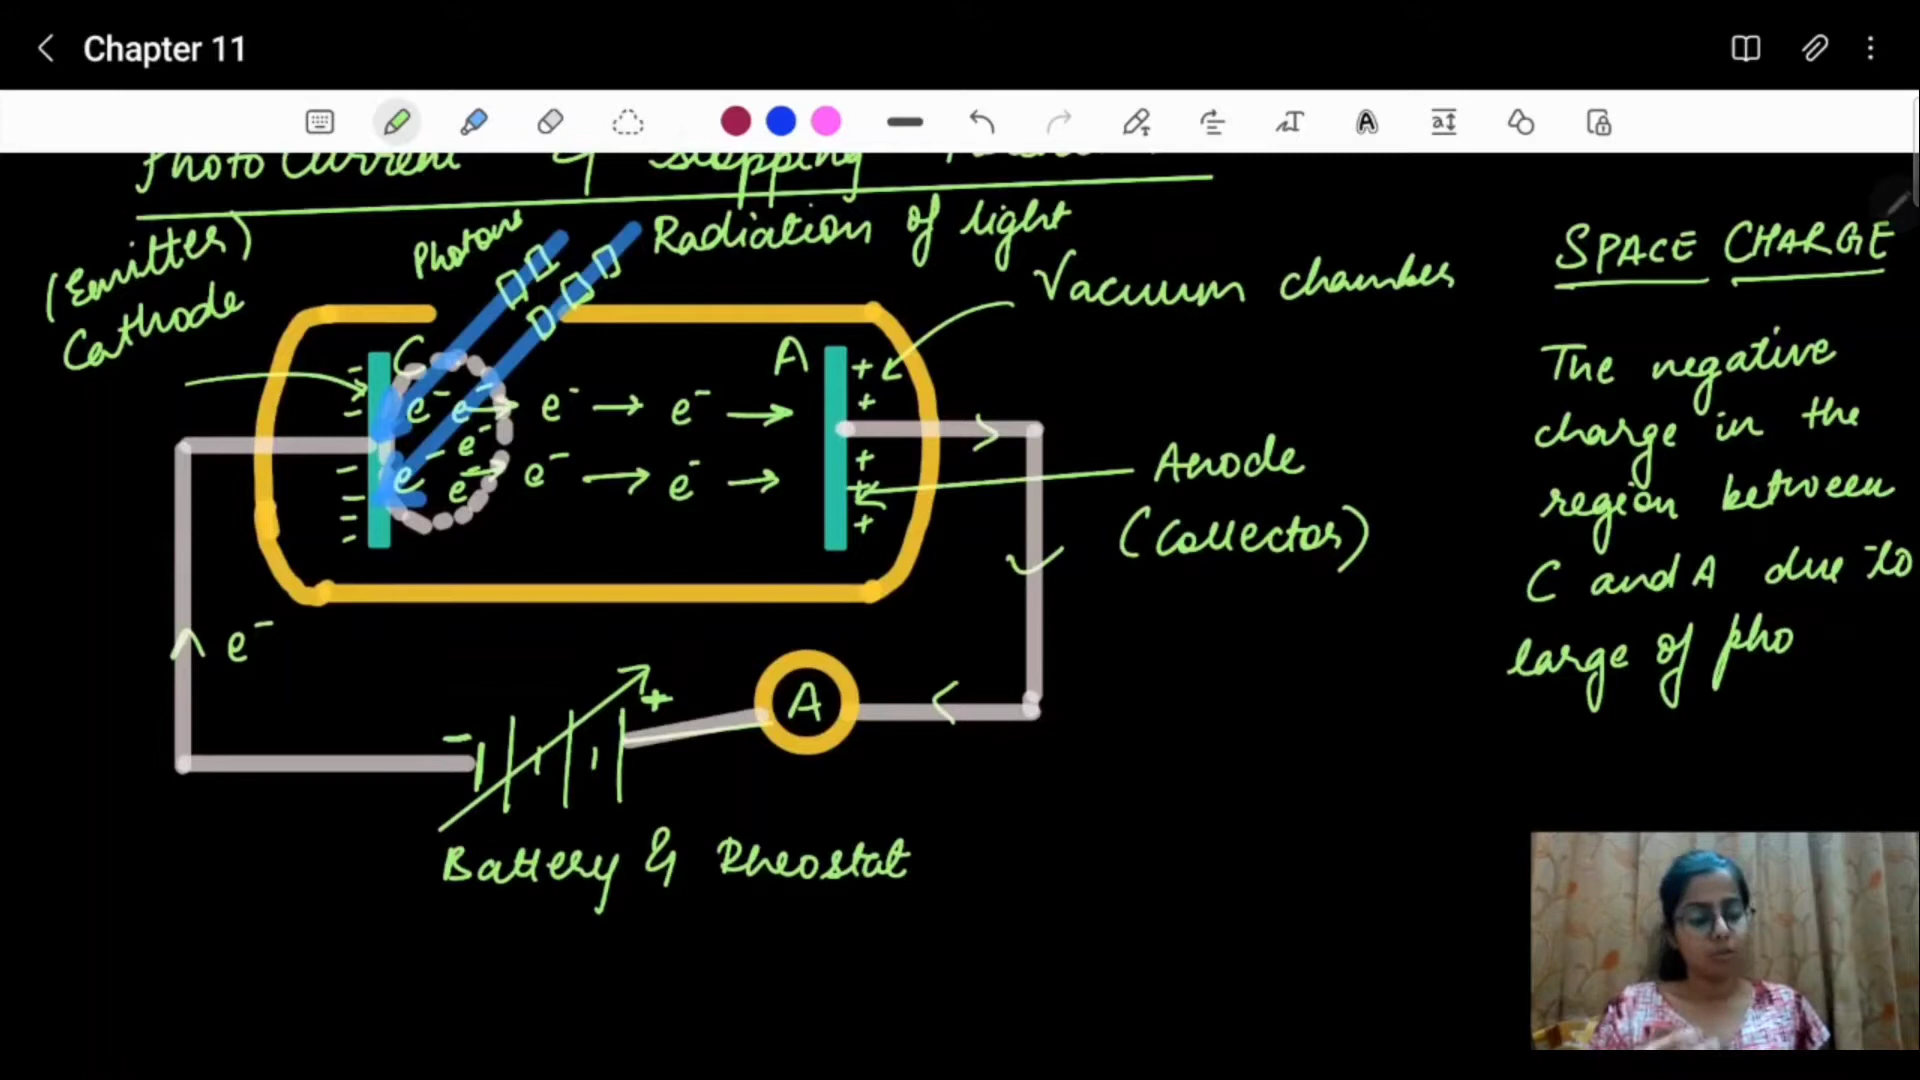 Chapter 11
Photo Current & Stopping
Photons
Radiation of light
(Emitter)
Cathode
Vacuum chamber
C
A
e⁻ e⁻ → e⁻ → e⁻ →
e⁻
e⁻ e⁻ → e⁻ → e⁻ →
Anode
(Collector)
e⁻
−
+
A
Battery & Rheostat
SPACE CHARGE
The negative
charge in the
region between
C and A due to
large of pho